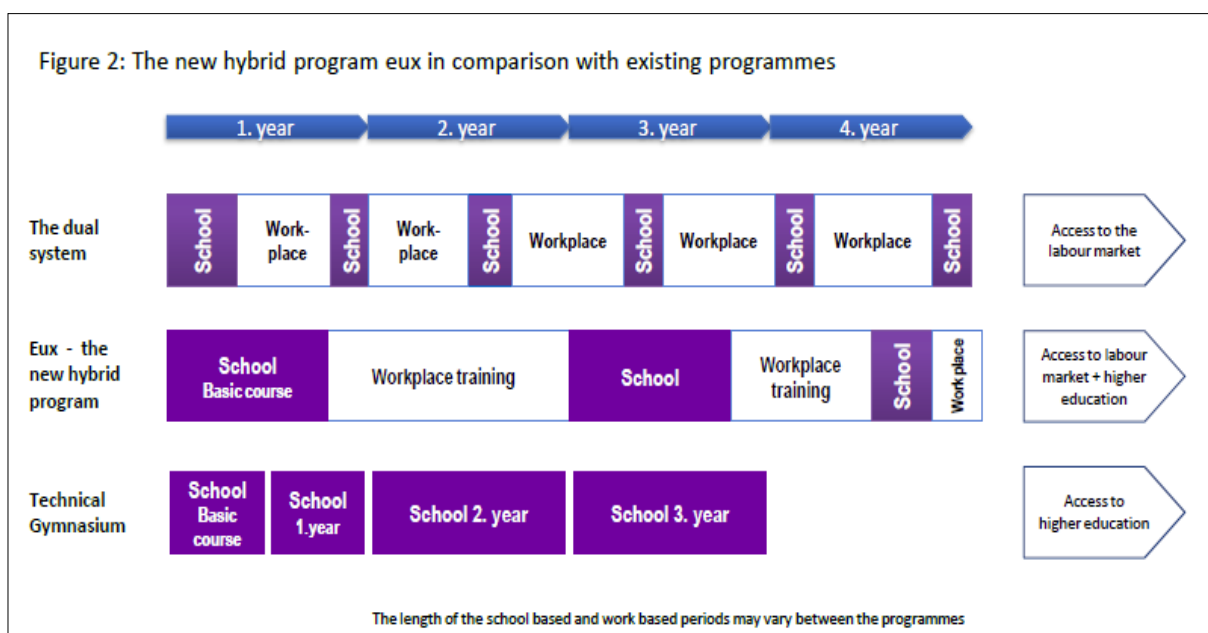 Figure 2: The new hybrid program eux in comparison with existing programmes
1. year
2. year
3. year
4. year
The dual
system
School
Work-
place
School
Work-
place
School
Workplace
School
Workplace
School
Workplace
School
Access to the
labour market
Eux - the
new hybrid
program
School
Basic course
Workplace training
School
Workplace
training
School
Workplace
Access to labour
market + higher
education
Technical
Gymnasium
School
Basic
course
School
1.year
School 2. year
School 3. year
Access to
higher education
The length of the school based and work based periods may vary between the programmes